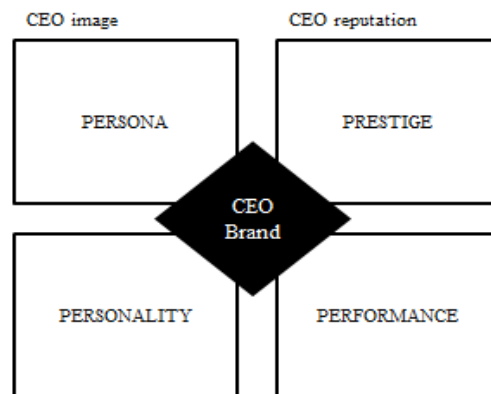 CEO image
CEO reputation
PERSONA
PRESTIGE
CEO
Brand
PERSONALITY
PERFORMANCE